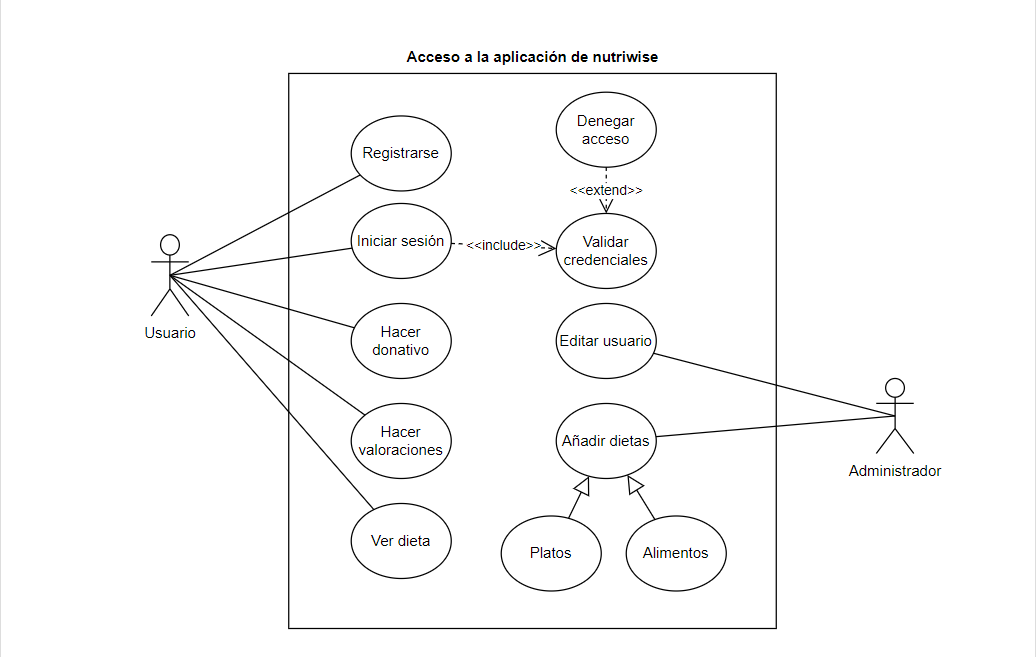 Acceso a la aplicación de nutriwise
Denegar
acceso
Registrarse
<<extend>>
Iniciar sesión
<<include>>
Validar
credenciales
Usuario
Hacer
donativo
Editar usuario
Hacer
valoraciones
Añadir dietas
Administrador
Ver dieta
Platos
Alimentos